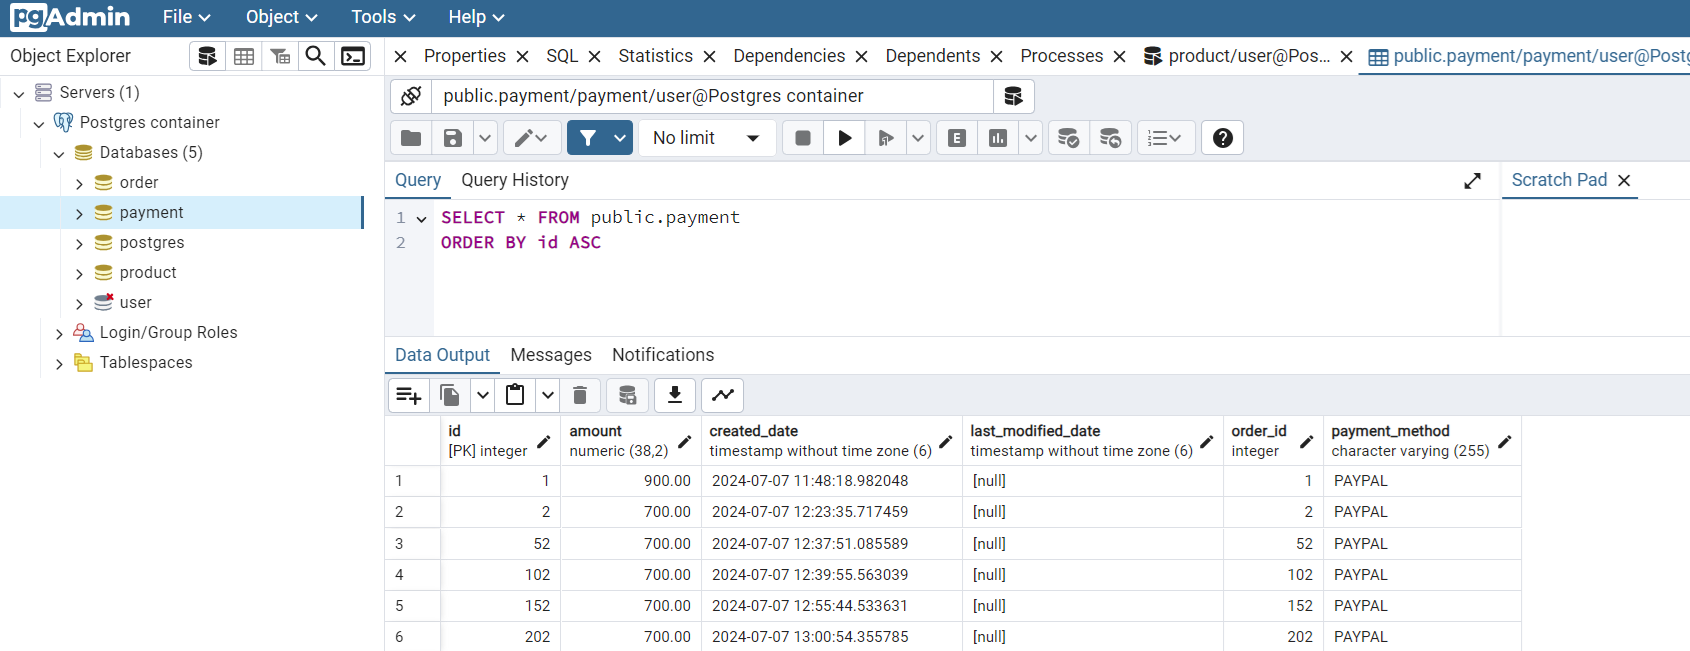 pgAdmin File Object Tools Help
Object Explorer
Properties SQL Statistics Dependencies Dependents Processes product/user@Pos... public.payment/payment/user@Postg
Servers (1)
Postgres container
Databases (5)
order
payment
postgres
product
user
Login/Group Roles
Tablespaces
public.payment/payment/user@Postgres container
No limit E
Query Query History Scratch Pad
1 SELECT * FROM public.payment
2 ORDER BY id ASC
Data Output Messages Notifications
id amount created_date last_modified_date order_id payment_method
[PK] integer numeric (38,2) timestamp without time zone (6) timestamp without time zone (6) integer character varying (255)
1 1 900.00 2024-07-07 11:48:18.982048 [null] 1 PAYPAL
2 2 700.00 2024-07-07 12:23:35.717459 [null] 2 PAYPAL
3 52 700.00 2024-07-07 12:37:51.085589 [null] 52 PAYPAL
4 102 700.00 2024-07-07 12:39:55.563039 [null] 102 PAYPAL
5 152 700.00 2024-07-07 12:55:44.533631 [null] 152 PAYPAL
6 202 700.00 2024-07-07 13:00:54.355785 [null] 202 PAYPAL